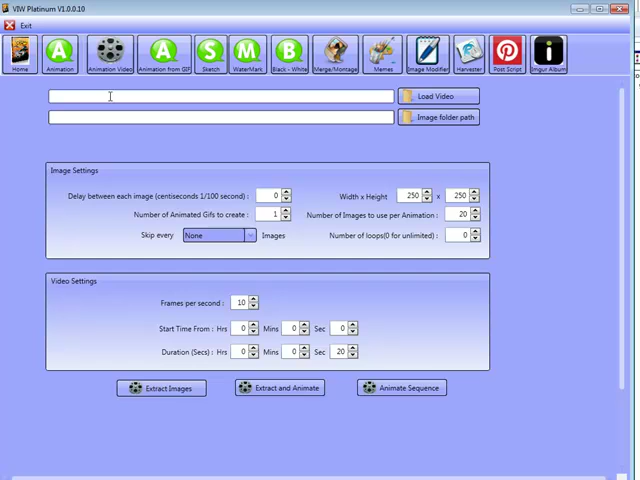 VIW Platinum V1.0.0.10
Exit
Home
Animation
Animation Video
Animation from GIF
Sketch
WaterMark
Black - White
Merge/Montage
Memes
Image Modifier
Harvester
Post Script
Imgur Album
Load Video
Image folder path
Image Settings
Delay between each image (centiseconds 1/100 second) : 0 Width x Height : 250 x 250
Number of Animated Gifs to create : 1 Number of Images to use per Animation : 20
Skip every None Images Number of loops(0 for unlimited) : 0
Video Settings
Frames per second : 10
Start Time From : Hrs 0 Mins 0 Sec 0
Duration (Secs) : Hrs 0 Mins 0 Sec 20
Extract Images Extract and Animate Animate Sequence